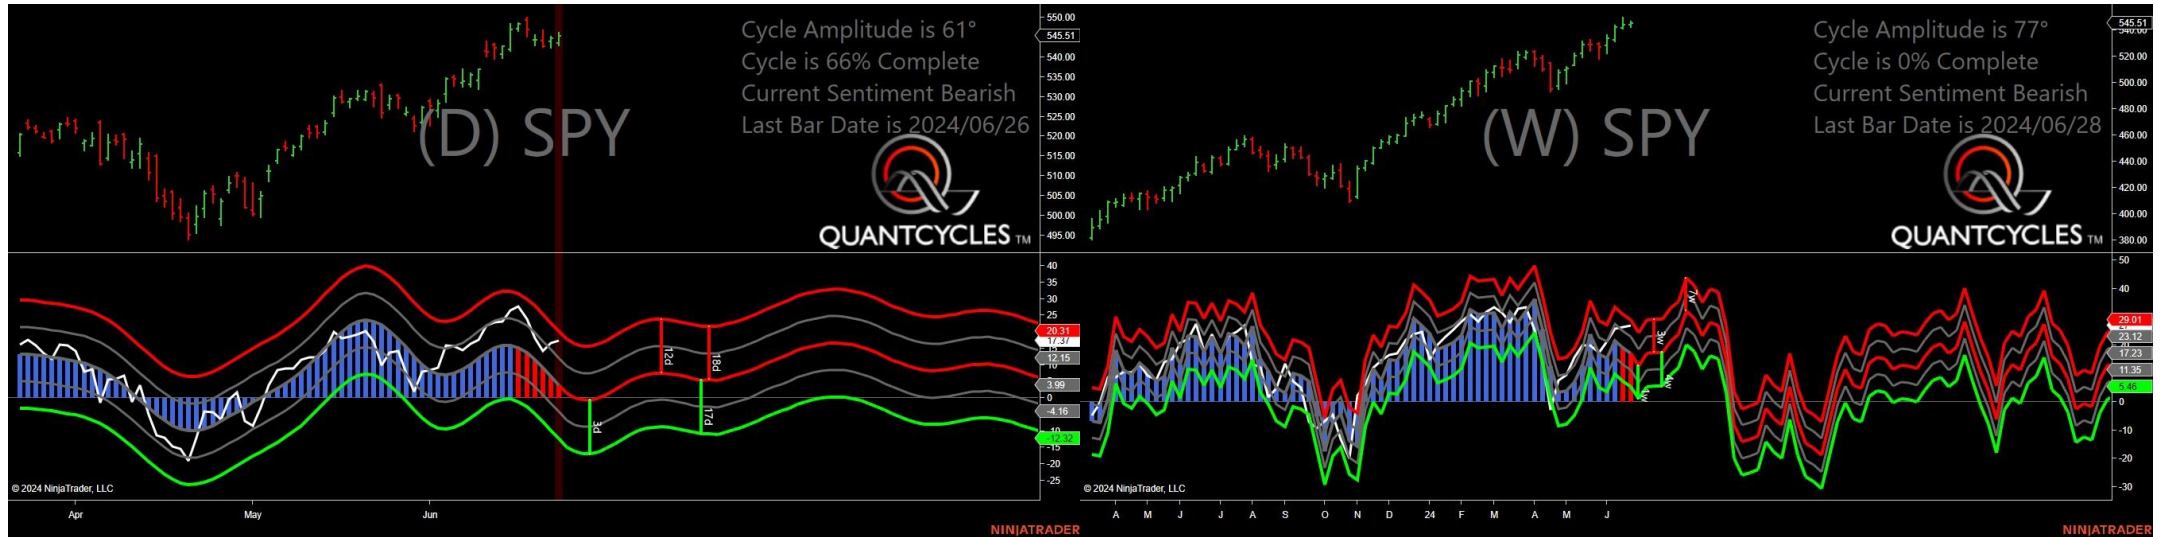 Cycle Amplitude is 61°
Cycle is 66% Complete
Current Sentiment Bearish
Last Bar Date is 2024/06/26
(D) SPY
QUANTCYCLES TM
550.00
545.51
540.00
535.00
530.00
525.00
520.00
515.00
510.00
505.00
500.00
495.00
40
35
30
25
20.31
17.37
12.15
3.99
0
-4.16
-10
-12.32
-15
-20
-25
12d
18d
3d
17d
© 2024 NinjaTrader, LLC
Apr May Jun
NINJATRADER
Cycle Amplitude is 77°
Cycle is 0% Complete
Current Sentiment Bearish
Last Bar Date is 2024/06/28
(W) SPY
QUANTCYCLES TM
545.51
540.00
520.00
500.00
480.00
460.00
440.00
420.00
400.00
380.00
50
40
29.01
23.12
17.23
11.35
5.46
0
-10
-20
-30
7w
3w
4w
© 2024 NinjaTrader, LLC
A M J J A S O N D 24 F M A M J
NINJATRADER